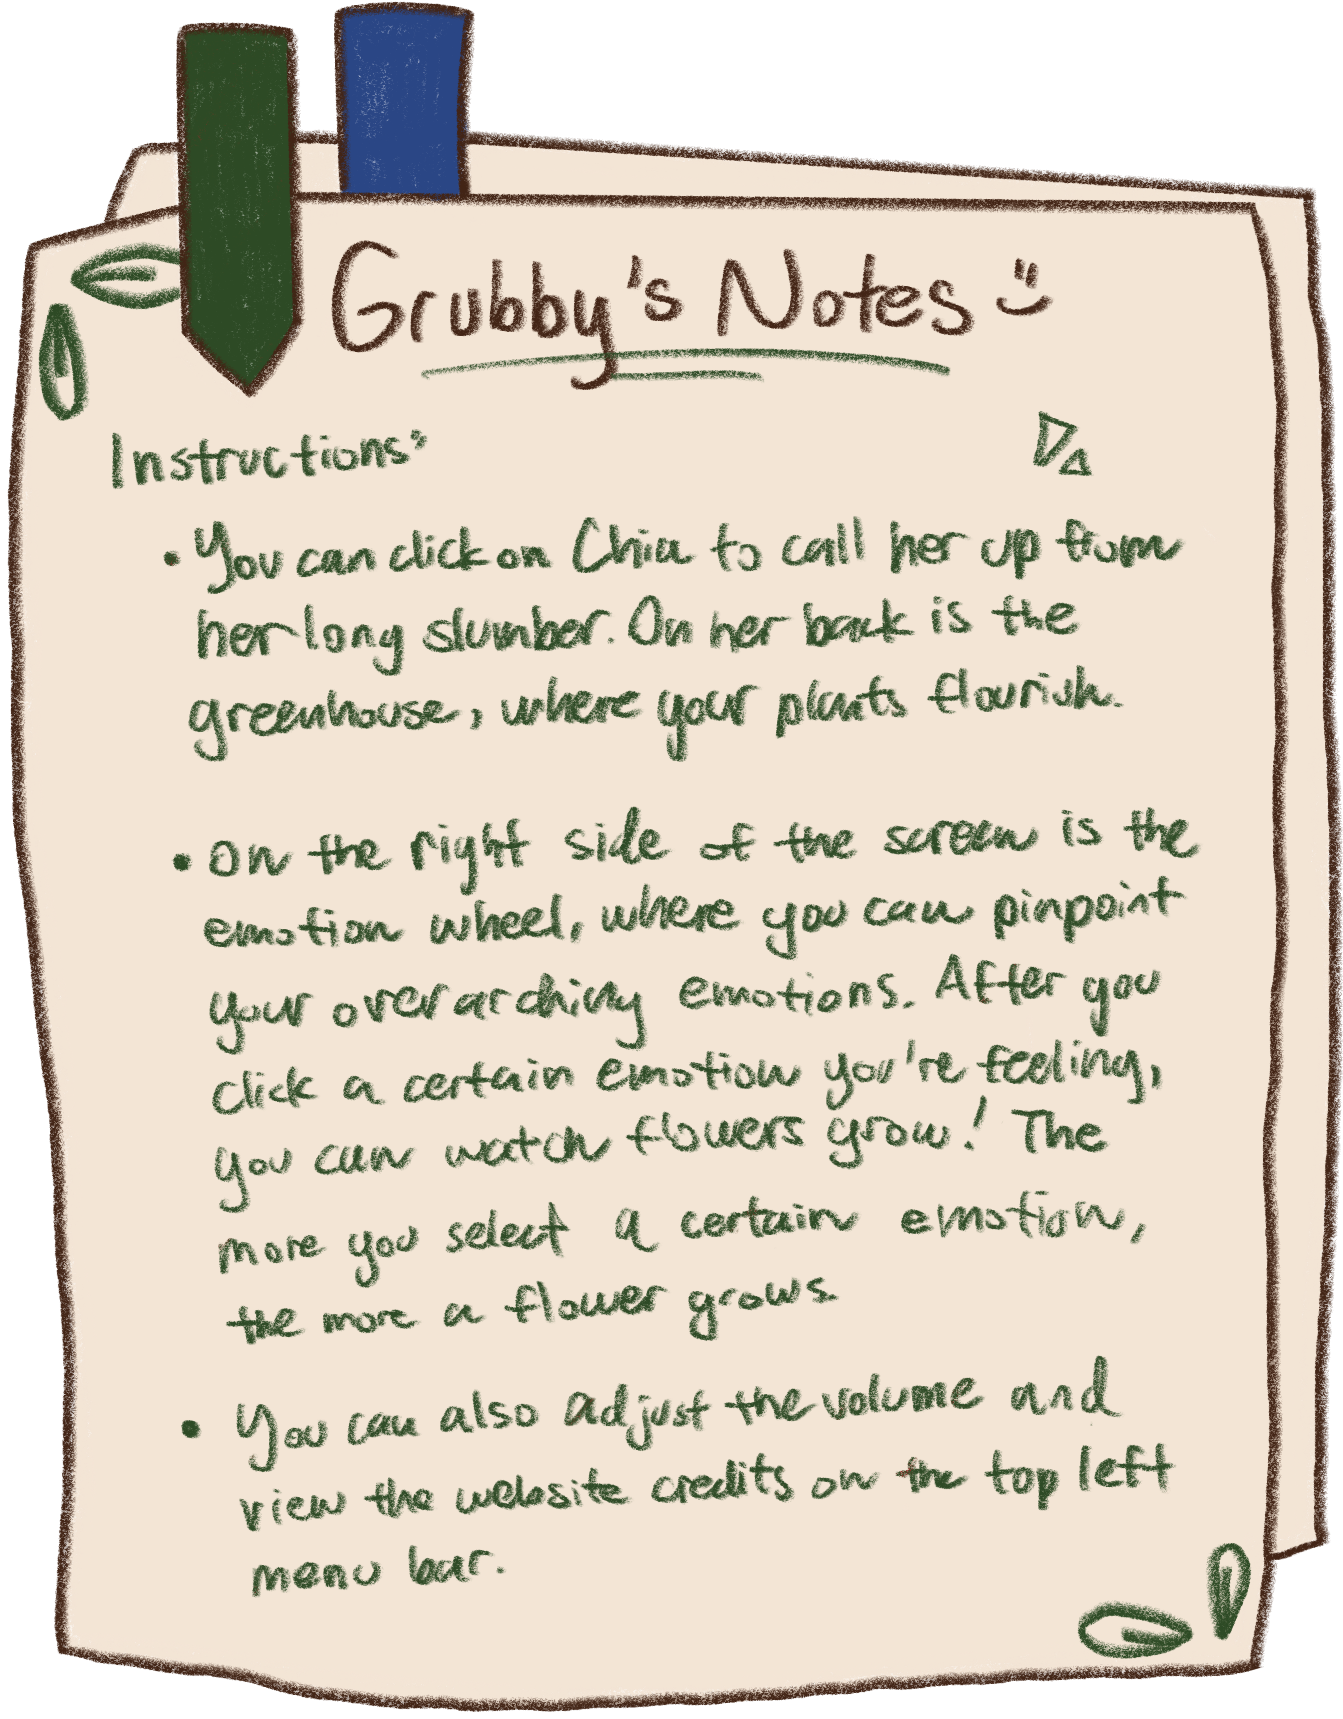 Grubby's Notes
Instructions:
• You can click on Chia to call her up from
her long slumber. On her back is the
greenhouse, where your plants flourish.
• On the right side of the screen is the
emotion wheel, where you can pinpoint
your overarching emotions. After you
click a certain emotion you're feeling,
you can watch flowers grow! The
more you select a certain emotion,
the more a flower grows.
• You can also adjust the volume and
view the website credits on the top left
menu bar.